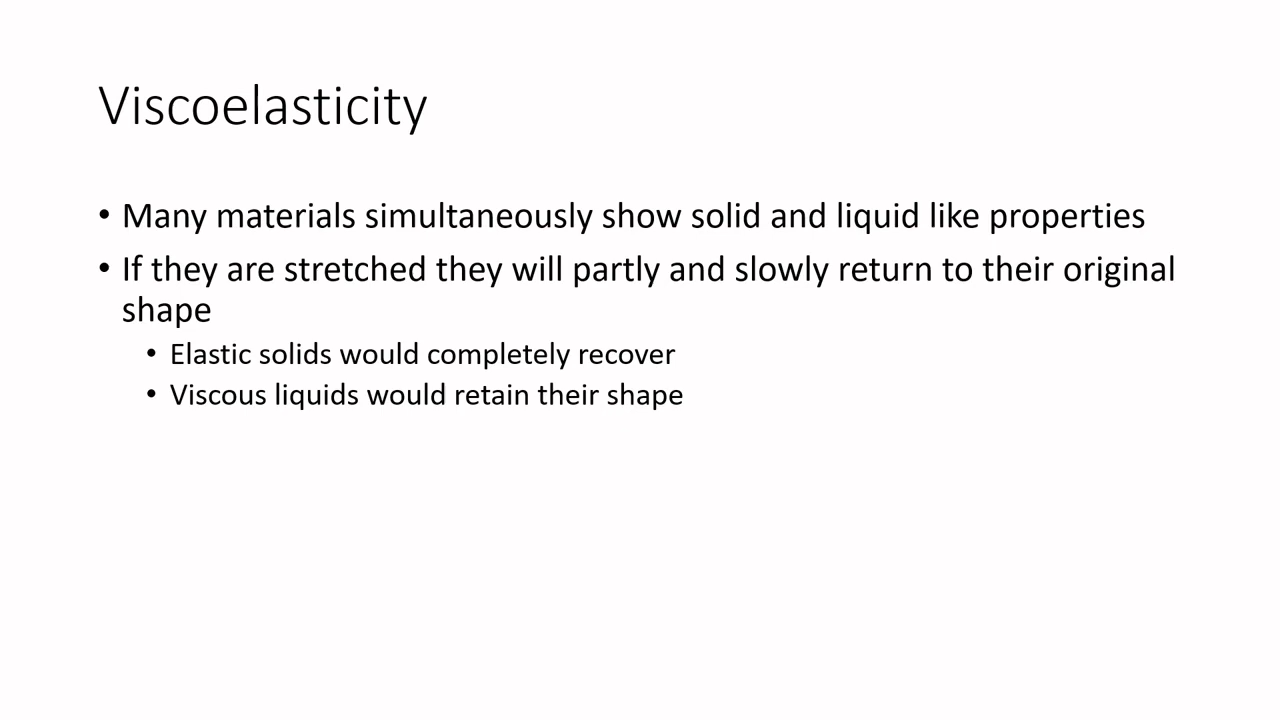 Viscoelasticity
• Many materials simultaneously show solid and liquid like properties
• If they are stretched they will partly and slowly return to their original
shape
• Elastic solids would completely recover
• Viscous liquids would retain their shape